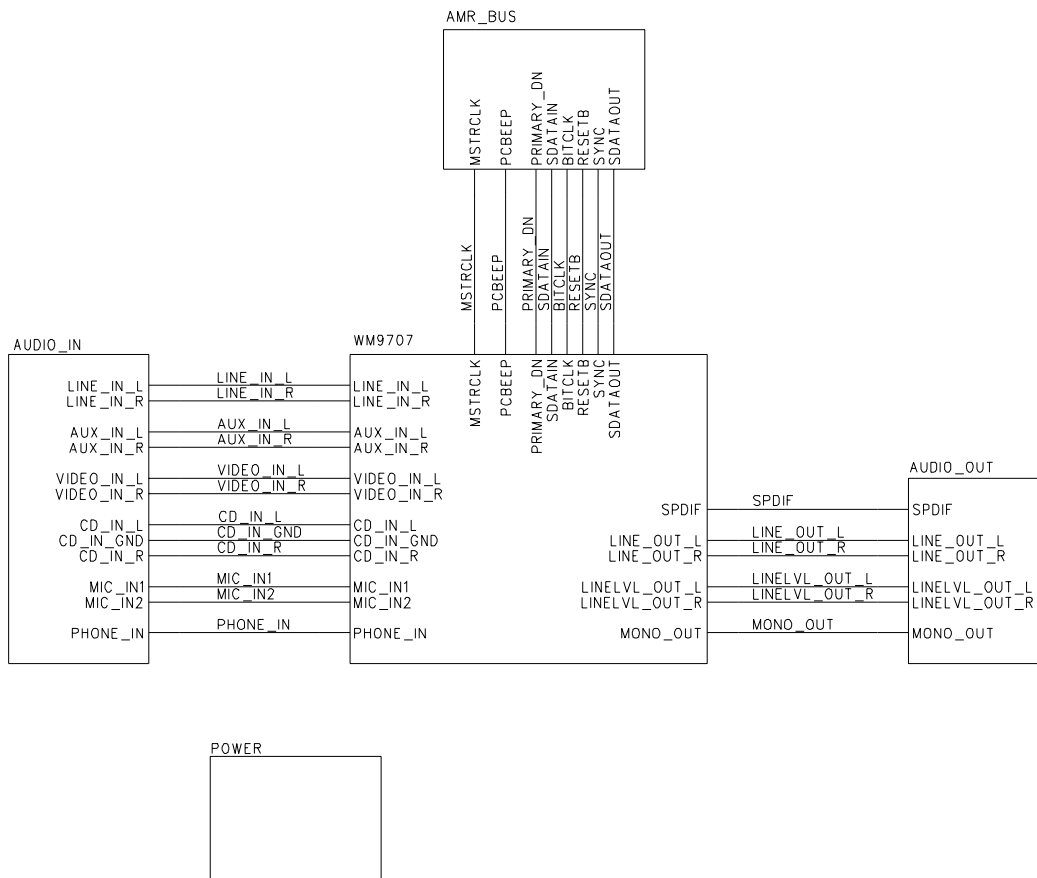 AMR_BUS
MSTRCLK
PCBEEP
PRIMARY_DN
SDATAIN
BITCLK
RESETB
SYNC
SDATAOUT
MSTRCLK
PCBEEP
PRIMARY_DN
SDATAIN
BITCLK
RESETB
SYNC
SDATAOUT
AUDIO_IN
LINE_IN_L
LINE_IN_R
AUX_IN_L
AUX_IN_R
VIDEO_IN_L
VIDEO_IN_R
CD_IN_L
CD_IN_GND
CD_IN_R
MIC_IN1
MIC_IN2
PHONE_IN
LINE_IN_L
LINE_IN_R
AUX_IN_L
AUX_IN_R
VIDEO_IN_L
VIDEO_IN_R
CD_IN_L
CD_IN_GND
CD_IN_R
MIC_IN1
MIC_IN2
PHONE_IN
WM9707
MSTRCLK
PCBEEP
PRIMARY_DN
SDATAIN
BITCLK
RESETB
SYNC
SDATAOUT
LINE_IN_L
LINE_IN_R
AUX_IN_L
AUX_IN_R
VIDEO_IN_L
VIDEO_IN_R
CD_IN_L
CD_IN_GND
CD_IN_R
MIC_IN1
MIC_IN2
PHONE_IN
SPDIF
LINE_OUT_L
LINE_OUT_R
LINELVL_OUT_L
LINELVL_OUT_R
MONO_OUT
SPDIF
LINE_OUT_L
LINE_OUT_R
LINELVL_OUT_L
LINELVL_OUT_R
MONO_OUT
AUDIO_OUT
SPDIF
LINE_OUT_L
LINE_OUT_R
LINELVL_OUT_L
LINELVL_OUT_R
MONO_OUT
POWER